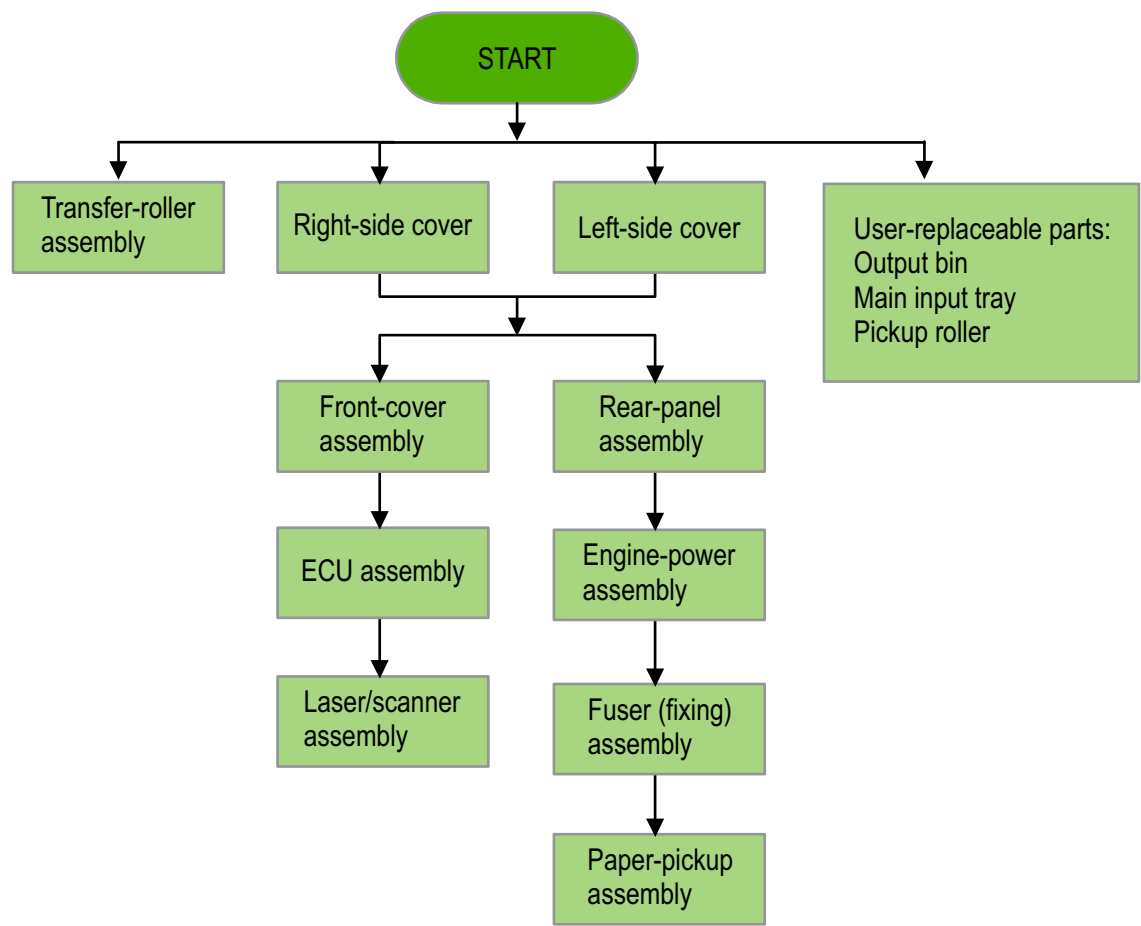 START
Transfer-roller
assembly
Right-side cover
Left-side cover
User-replaceable parts:
Output bin
Main input tray
Pickup roller
Front-cover
assembly
Rear-panel
assembly
ECU assembly
Engine-power
assembly
Laser/scanner
assembly
Fuser (fixing)
assembly
Paper-pickup
assembly